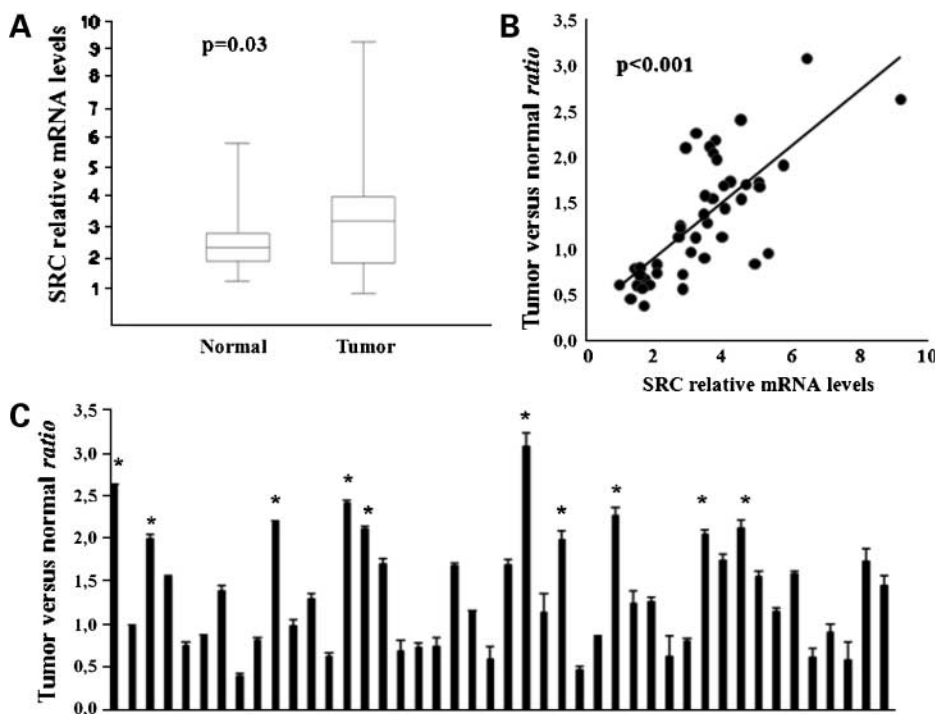 A
SRC relative mRNA levels
10
9
8
7
6
5
4
3
2
1
p=0.03
Normal
Tumor
B
Tumor versus normal ratio
3,5
3,0
2,5
2,0
1,5
1,0
0,5
0,0
p<0.001
0
2
4
6
8
10
SRC relative mRNA levels
C
Tumor versus normal ratio
3,5
3,0
2,5
2,0
1,5
1,0
0,5
0.0
* * * * * * * * * *